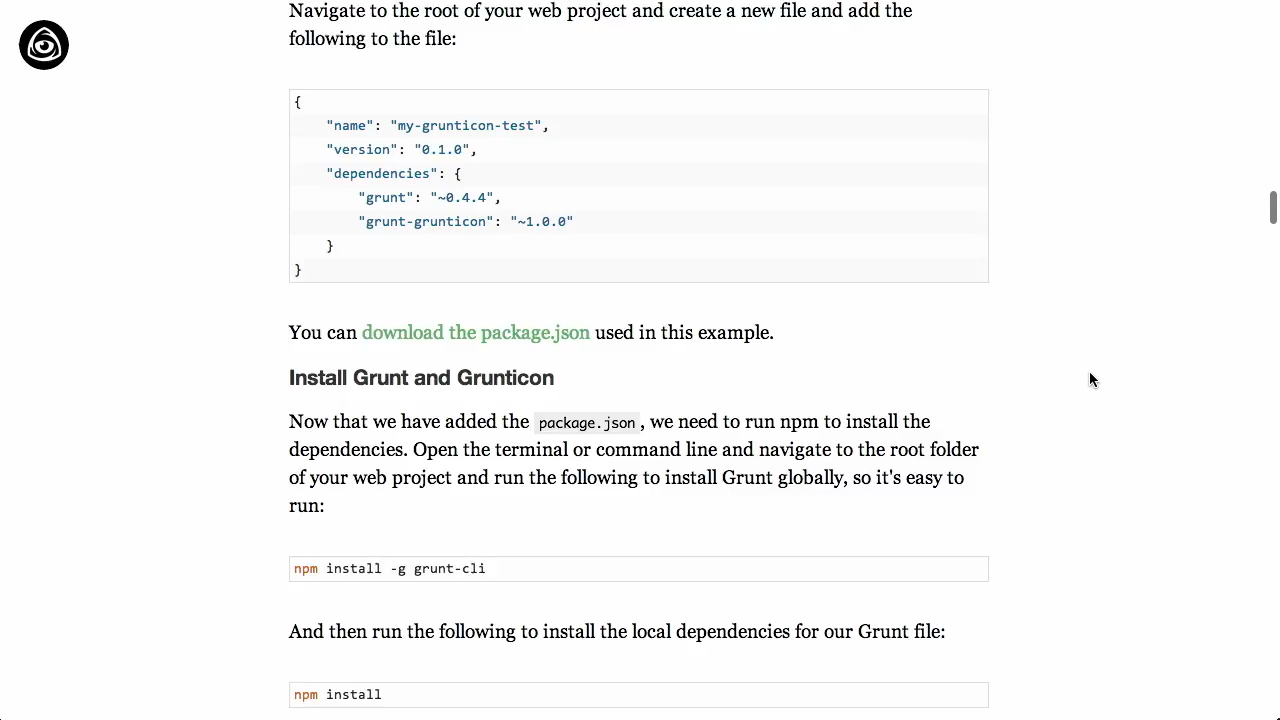 Navigate to the root of your web project and create a new file and add the
following to the file:
{
    "name": "my-grunticon-test",
    "version": "0.1.0",
    "dependencies": {
        "grunt": "~0.4.4",
        "grunt-grunticon": "~1.0.0"
    }
}
You can download the package.json used in this example.
Install Grunt and Grunticon
Now that we have added the package.json, we need to run npm to install the
dependencies. Open the terminal or command line and navigate to the root folder
of your web project and run the following to install Grunt globally, so it's easy to
run:
npm install -g grunt-cli
And then run the following to install the local dependencies for our Grunt file:
npm install